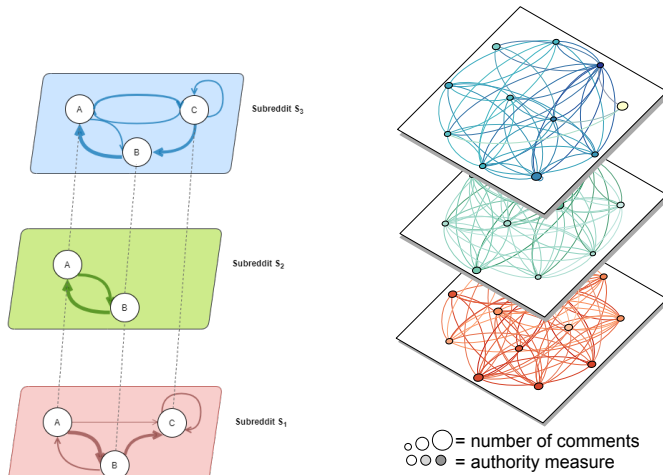 A
C
B
Subreddit S3
A
B
Subreddit S2
A
C
B
Subreddit S1
= number of comments
= authority measure